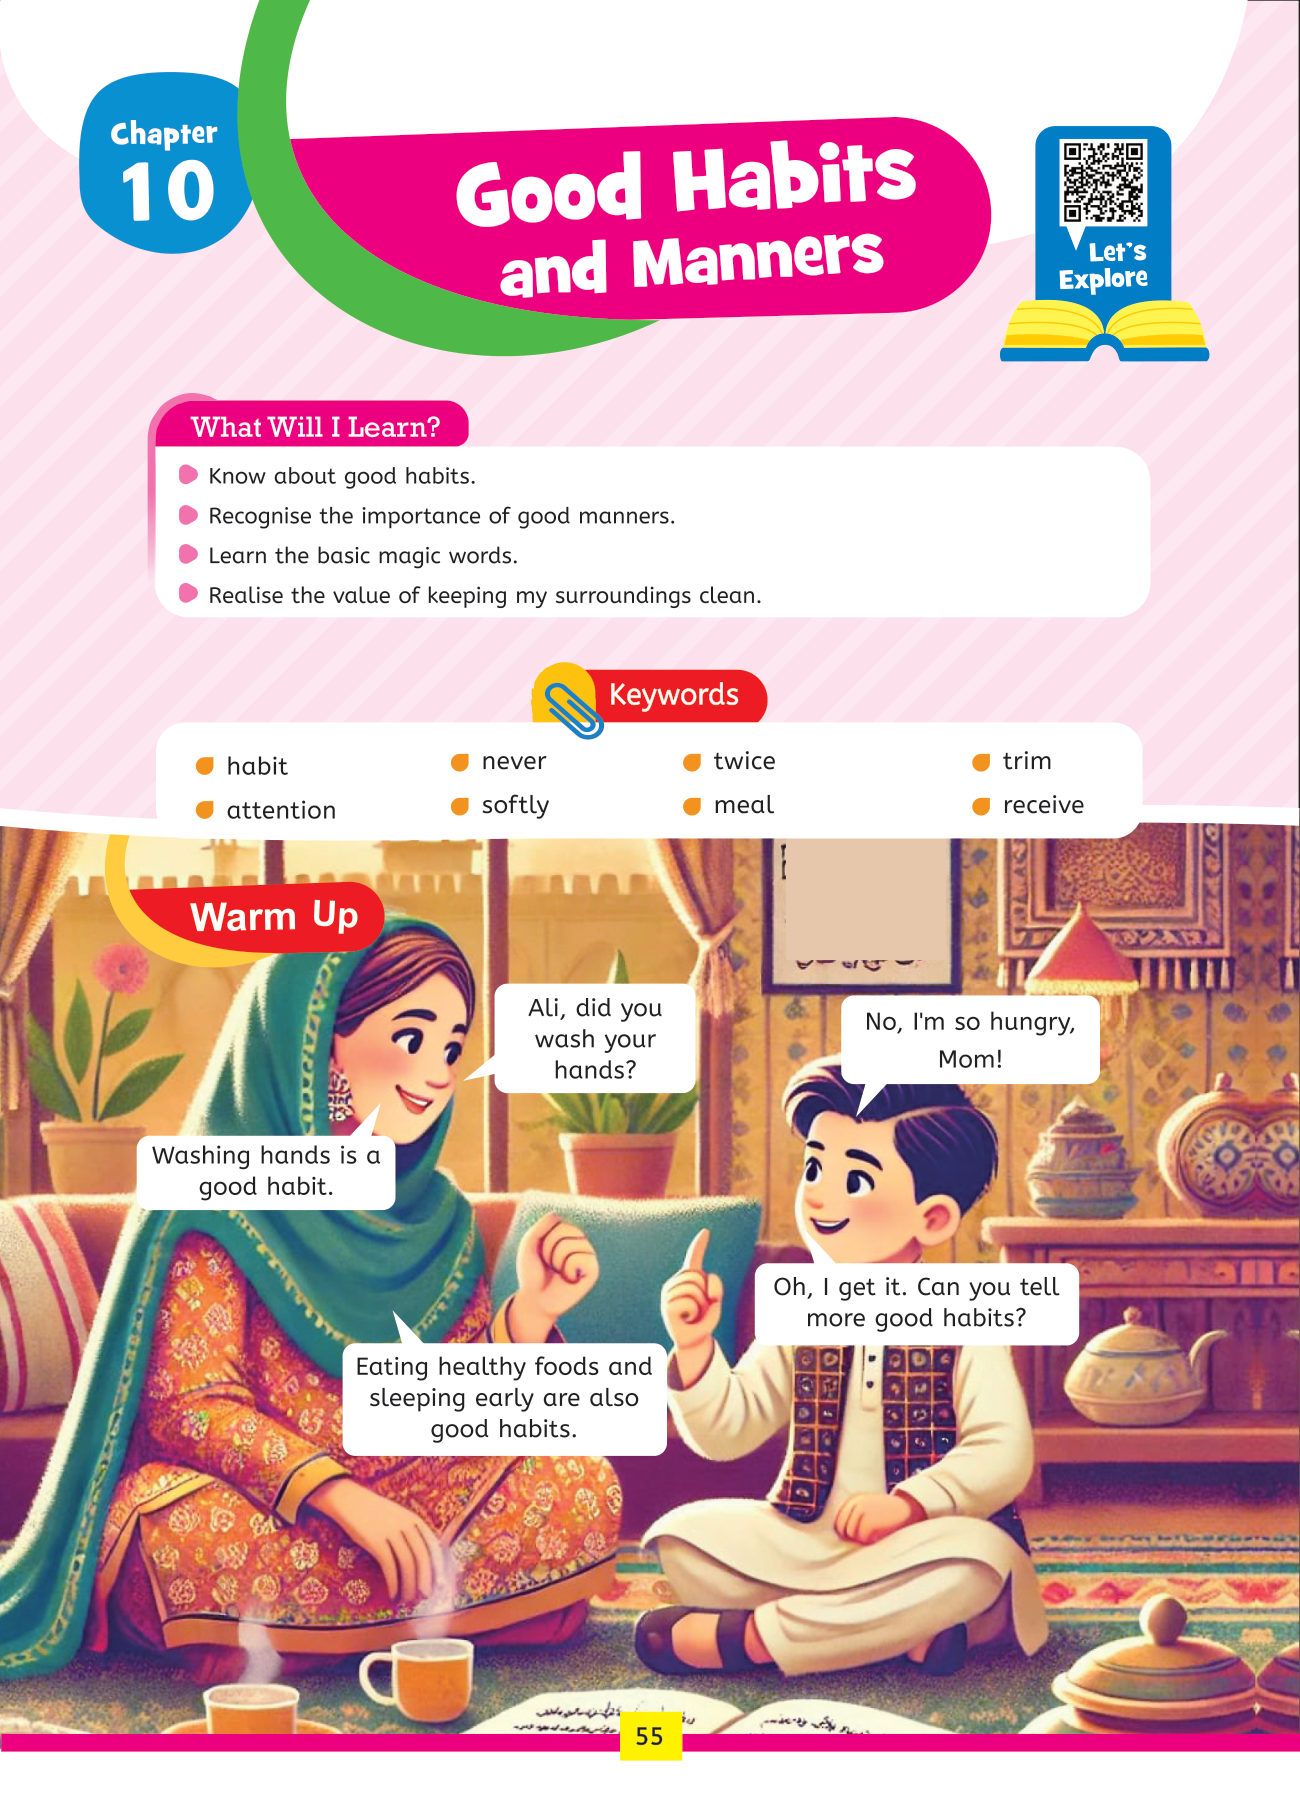 Chapter
10
Good Habits
and Manners
Let's
Explore
What Will I Learn?
Know about good habits.
Recognise the importance of good manners.
Learn the basic magic words.
Realise the value of keeping my surroundings clean.
Keywords
habit
never
twice
trim
attention
softly
meal
receive
Warm Up
Ali, did you
wash your
hands?
No, I'm so hungry,
Mom!
Washing hands is a
good habit.
Oh, I get it. Can you tell
more good habits?
Eating healthy foods and
sleeping early are also
good habits.
55